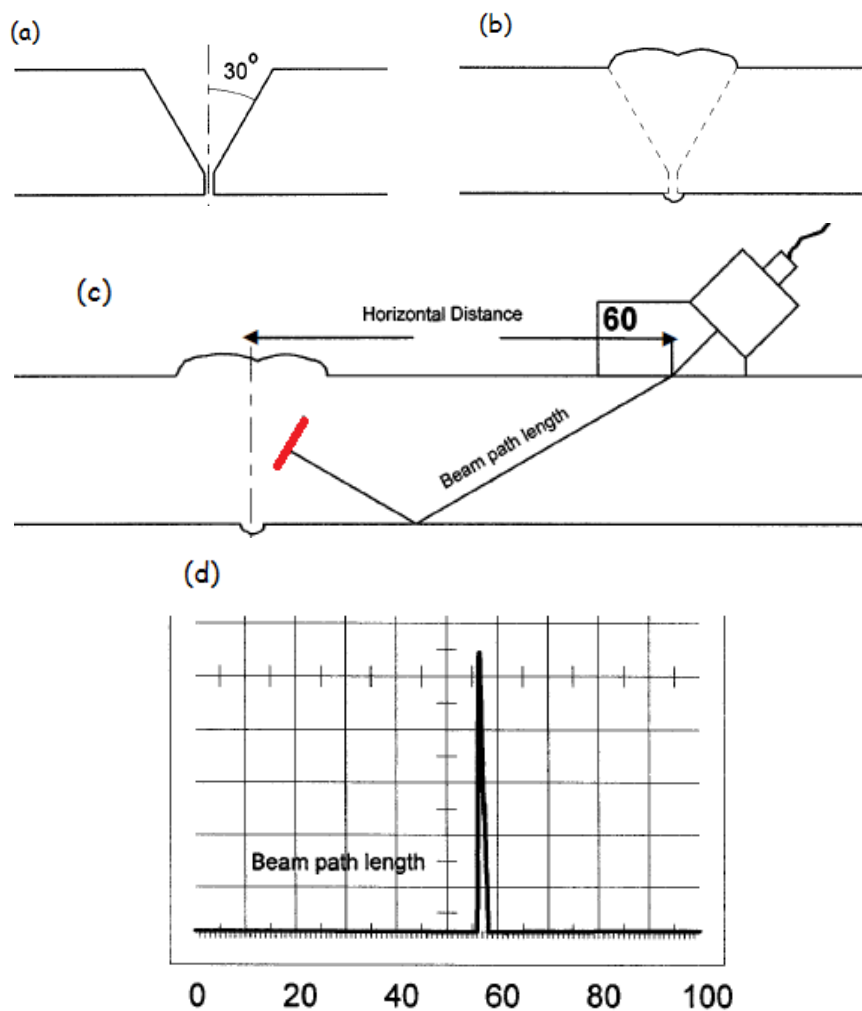 (a)
30°
(b)
(c)
Horizontal Distance
60
Beam path length
(d)
Beam path length
0 20 40 60 80 100